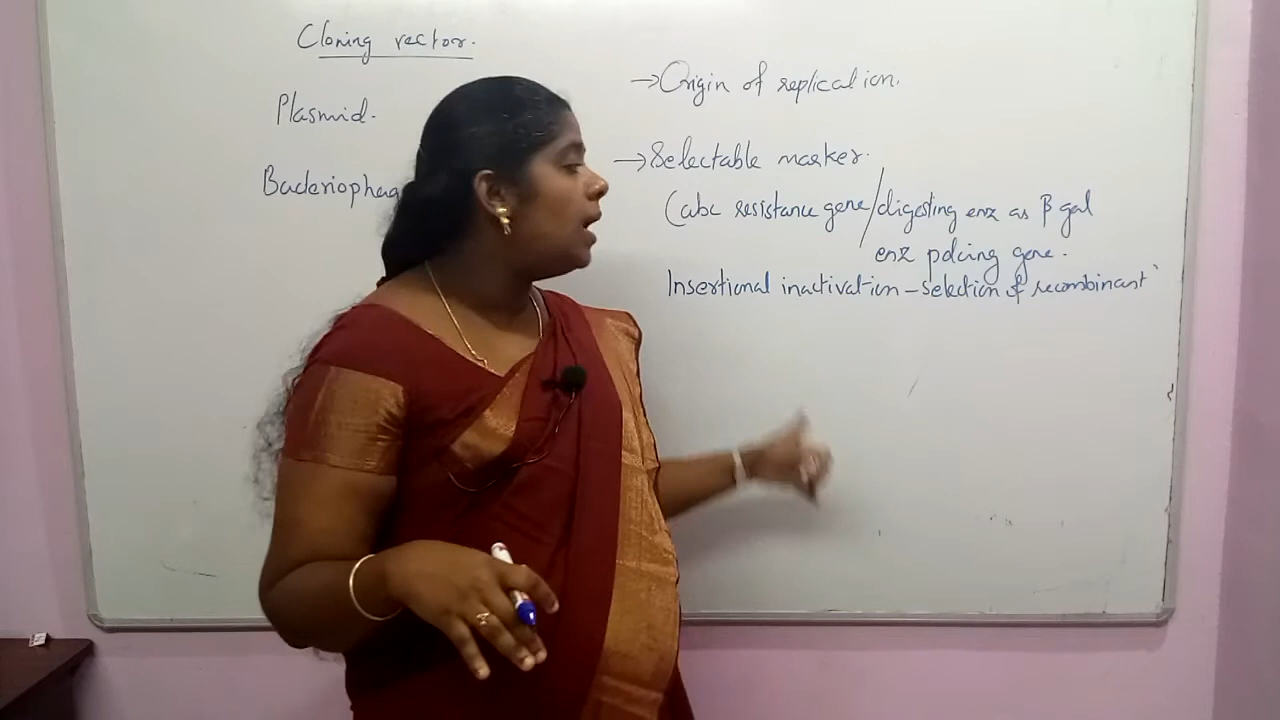 Cloning vector.
Plasmid.
Bacteriophag
→Origin of replication.
→Selectable marker.
(abc resistance gene/digesting enz as β gal
enz pdcing gene.
Insertional inactivation - selection of recombinant